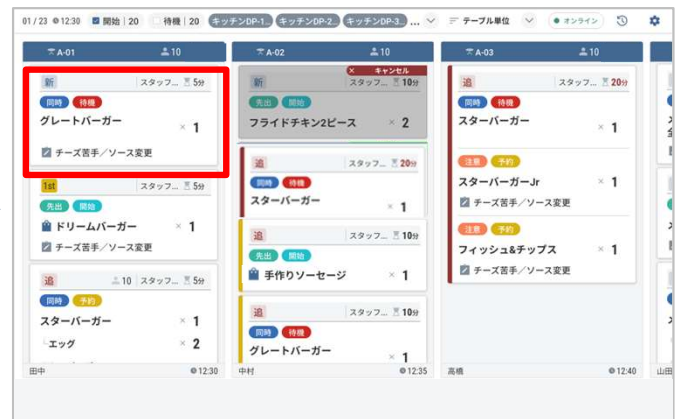 01 / 23 12:30 開始 | 20 待機 | 20 キッチンDP-1... キッチンDP-2... キッチンDP-3... ... テーブル単位 オンライン
A-01 10
新 スタッフ... 5分
同時 待機
グレートバーガー × 1
チーズ苦手／ソース変更
1st スタッフ... 5分
先出 開始
ドリームバーガー × 1
チーズ苦手／ソース変更
追 10 スタッフ... 5分
同時 予約
スターバーガー × 1
エッグ × 2
田中 12:30
A-02 10
× キャンセル
新 スタッフ... 10分
先出 開始
フライドチキン2ピース × 2
追 スタッフ... 20分
同時 待機
スターバーガー × 1
追 スタッフ... 10分
先出 開始
手作りソーセージ × 1
追 スタッフ... 10分
同時 待機
グレートバーガー × 1
中村 12:35
A-03 10
追 スタッフ... 20分
同時 待機
スターバーガー × 1
注意 予約
スターバーガーJr × 1
チーズ苦手／ソース変更
注意 予約
フィッシュ&チップス × 1
チーズ苦手／ソース変更
高橋 12:40
山田